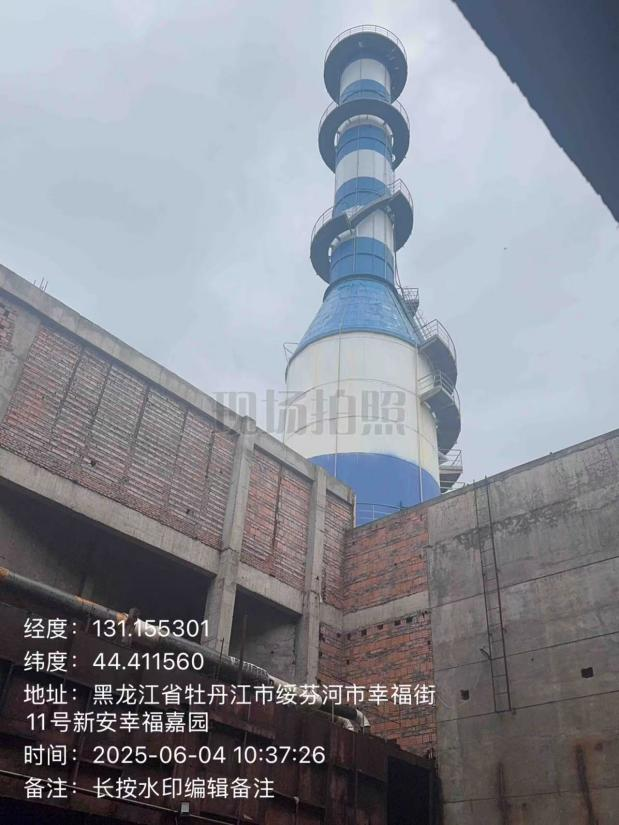 现场拍照
经度：131.155301
纬度：44.411560
地址：黑龙江省牡丹江市绥芬河市幸福街
11号新安幸福嘉园
时间：2025-06-04 10:37:26
备注：长按水印编辑备注